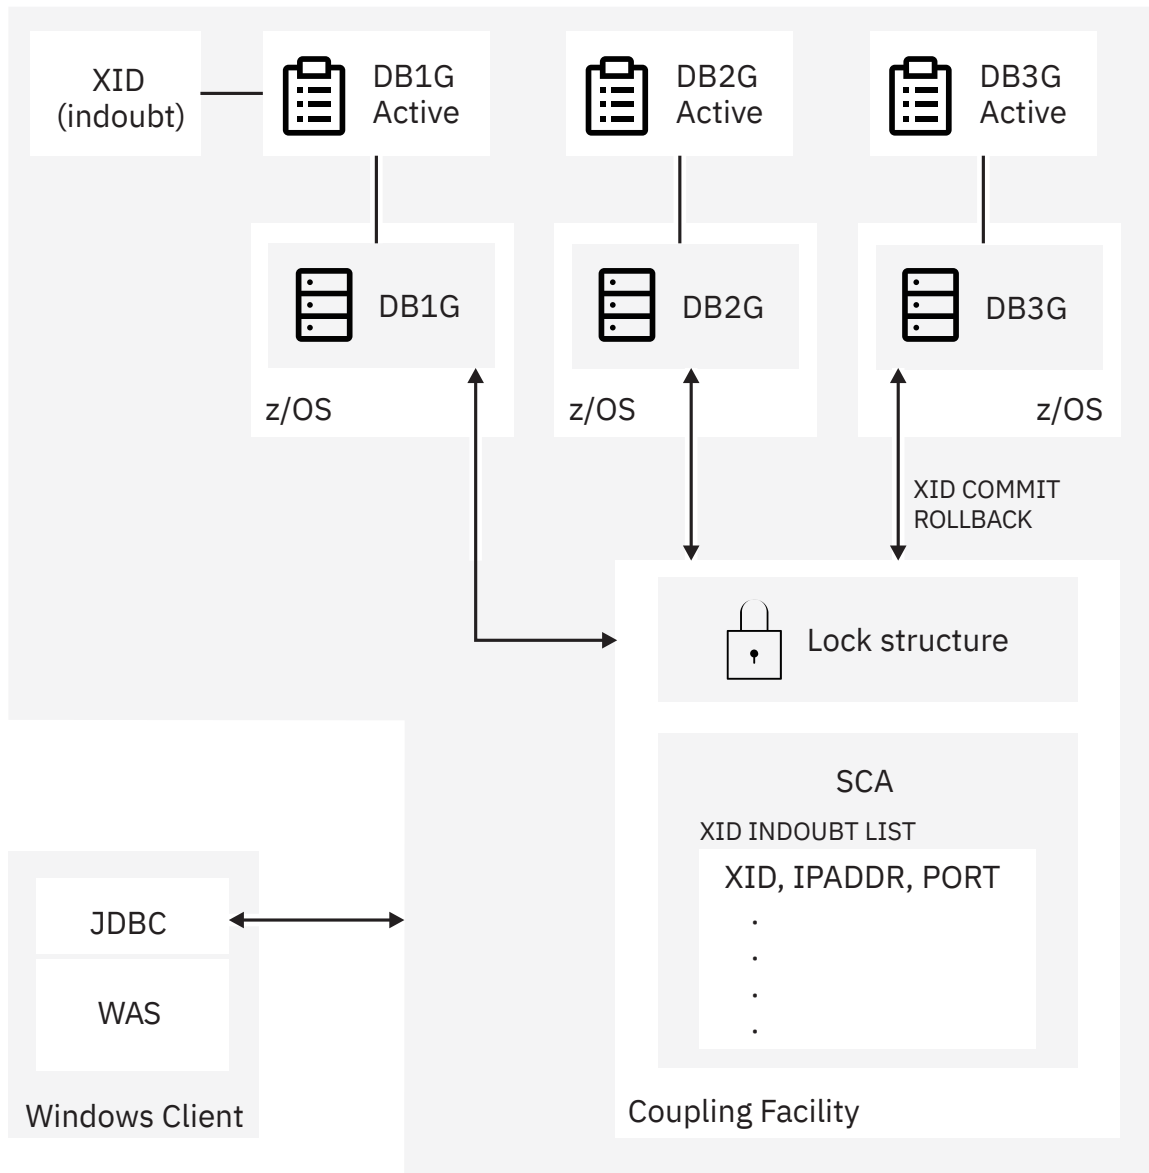 XID
(indoubt)
DB1G
Active
DB2G
Active
DB3G
Active
DB1G
z/OS
DB2G
z/OS
DB3G
z/OS
XID COMMIT
ROLLBACK
Lock structure
SCA
XID INDOUBT LIST
XID, IPADDR, PORT
.
.
.
.
Coupling Facility
JDBC
WAS
Windows Client